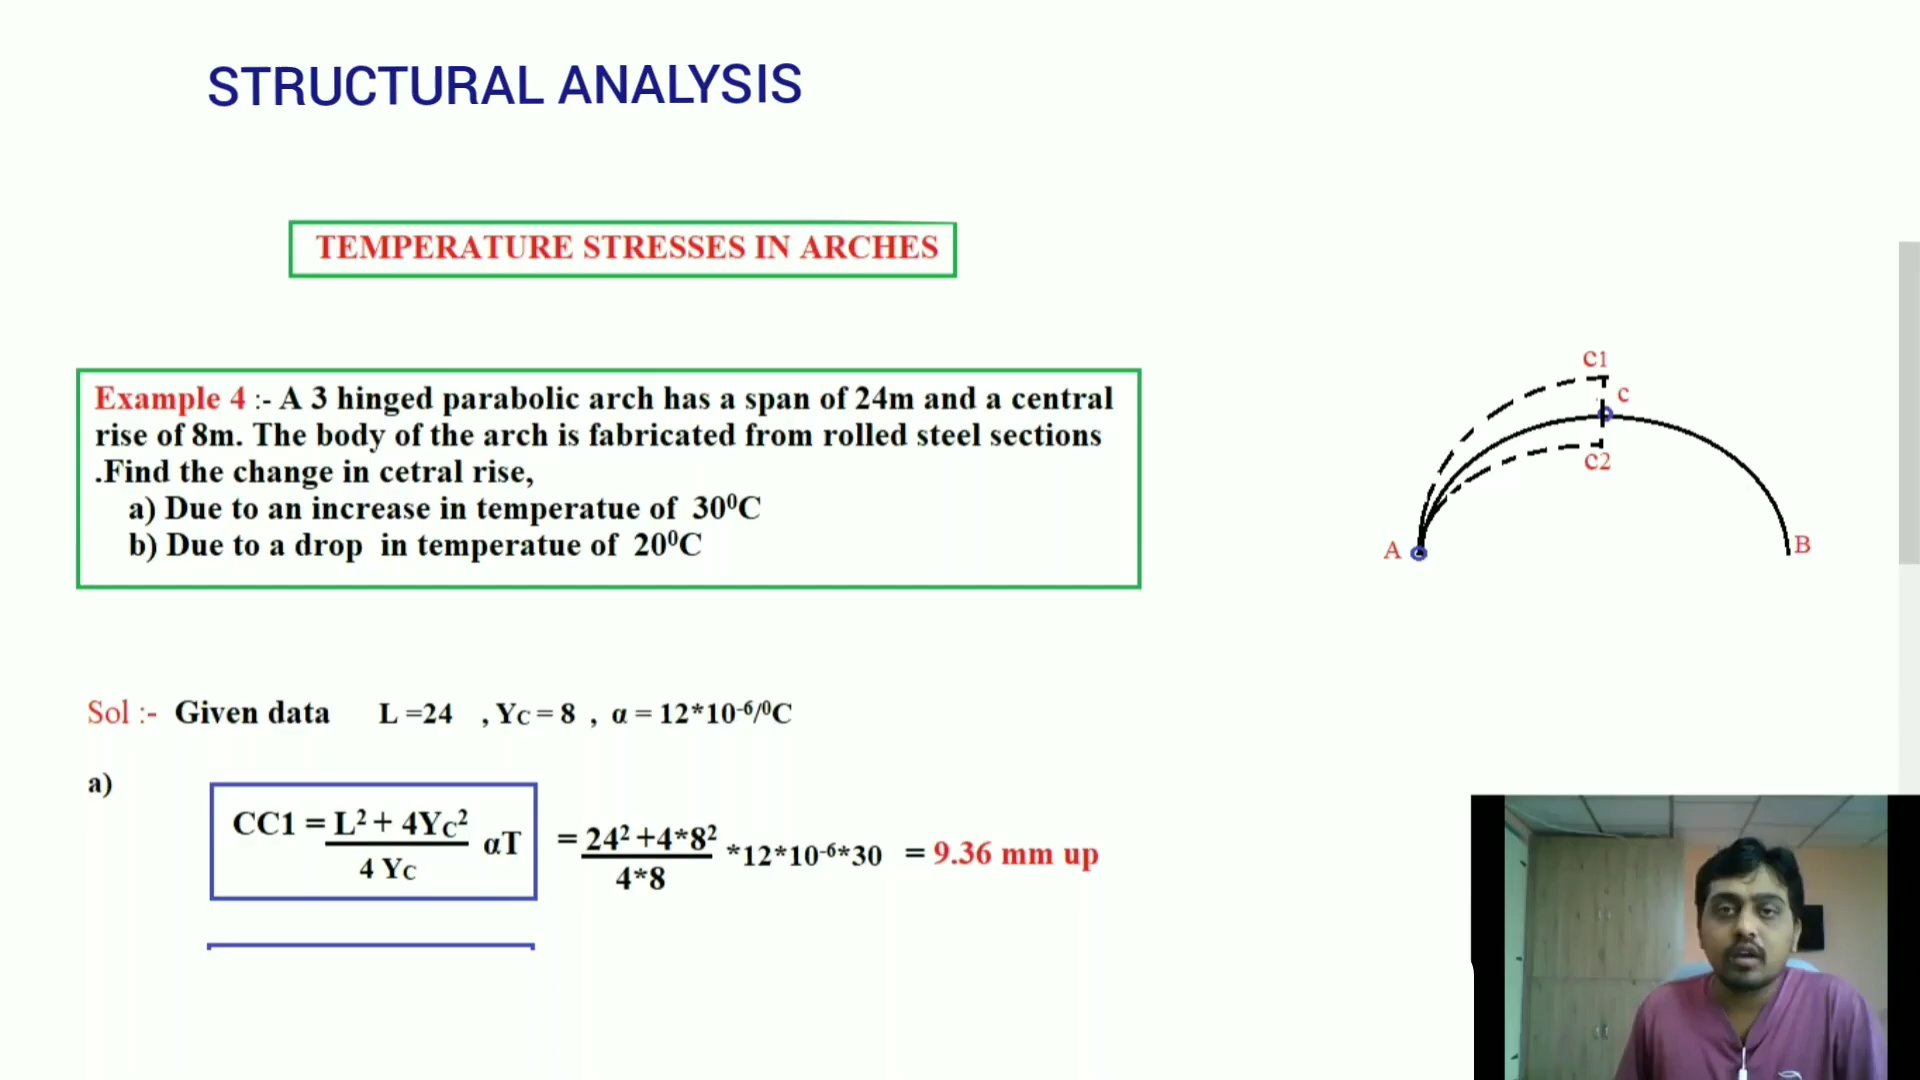 STRUCTURAL ANALYSIS
TEMPERATURE STRESSES IN ARCHES
Example 4 :- A 3 hinged parabolic arch has a span of 24m and a central
rise of 8m. The body of the arch is fabricated from rolled steel sections
.Find the change in cetral rise,
a) Due to an increase in temperatue of 30⁰C
b) Due to a drop in temperatue of 20⁰C
C1
C
C2
A
B
Sol :- Given data L =24 , Yc = 8 , α = 12*10⁻⁶/⁰C
a)
CC1 = L² + 4Yc² αT = 24² +4*8² *12*10⁻⁶*30 = 9.36 mm up
4 Yc 4*8